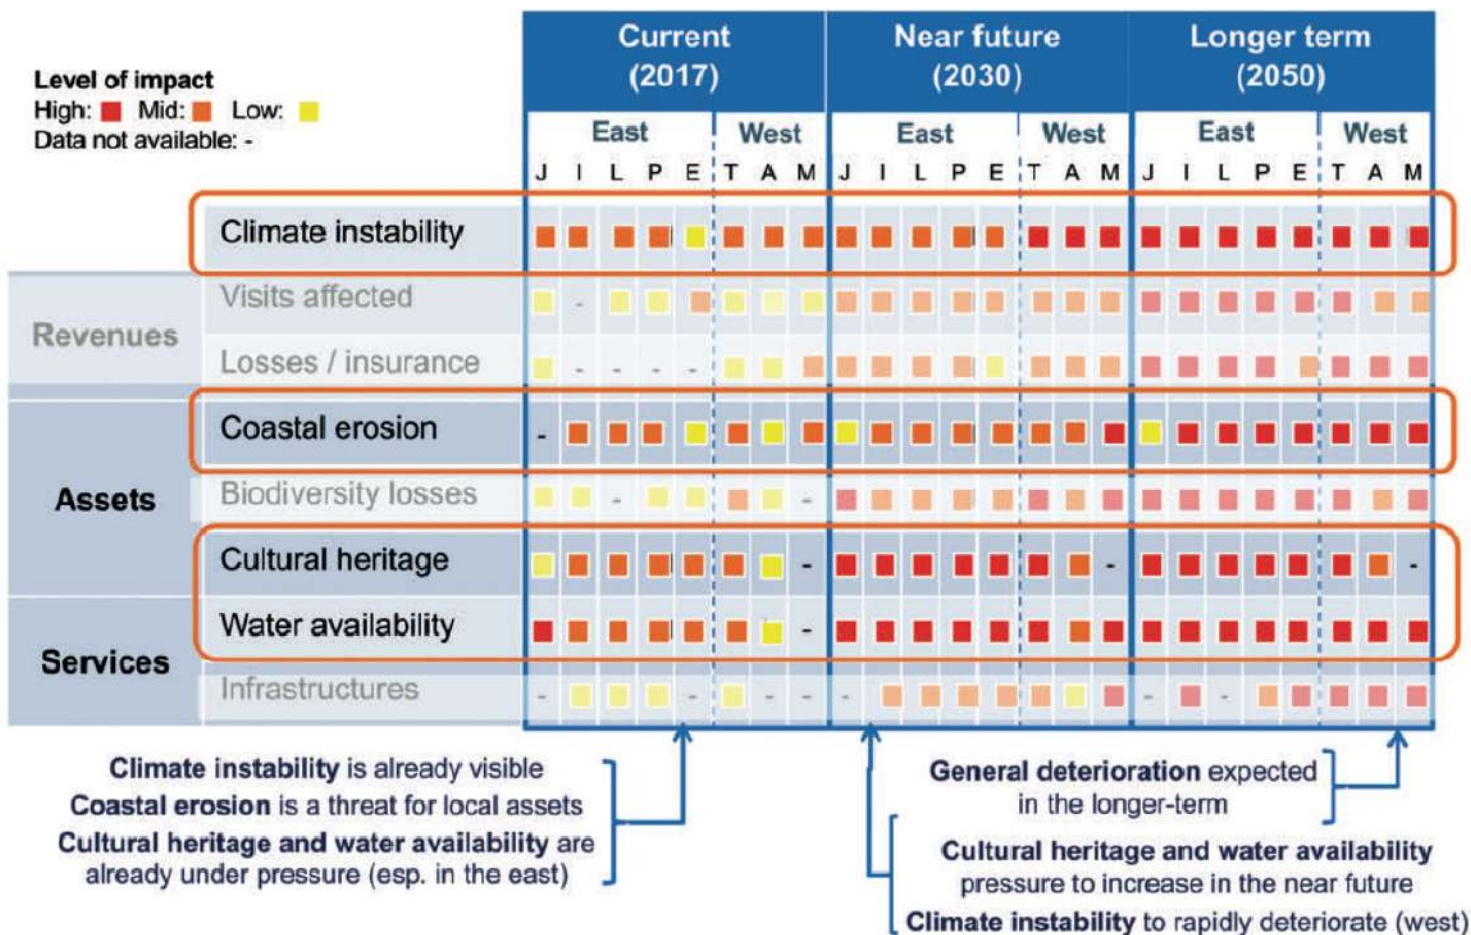 Current
(2017)
Near future
(2030)
Longer term
(2050)
Level of impact
High: Mid: Low:
Data not available: -
East West East West East West
J I L P E T A M J I L P E T A M J I L P E T A M
Climate instability
Revenues
Visits affected
-
Losses / insurance
- - - -
Assets
Coastal erosion
-
Biodiversity losses
- -
Cultural heritage
- - -
Services
Water availability
-
Infrastructures
- - - - - - -
Climate instability is already visible
Coastal erosion is a threat for local assets
Cultural heritage and water availability are
already under pressure (esp. in the east)
General deterioration expected
in the longer-term
Cultural heritage and water availability
pressure to increase in the near future
Climate instability to rapidly deteriorate (west)